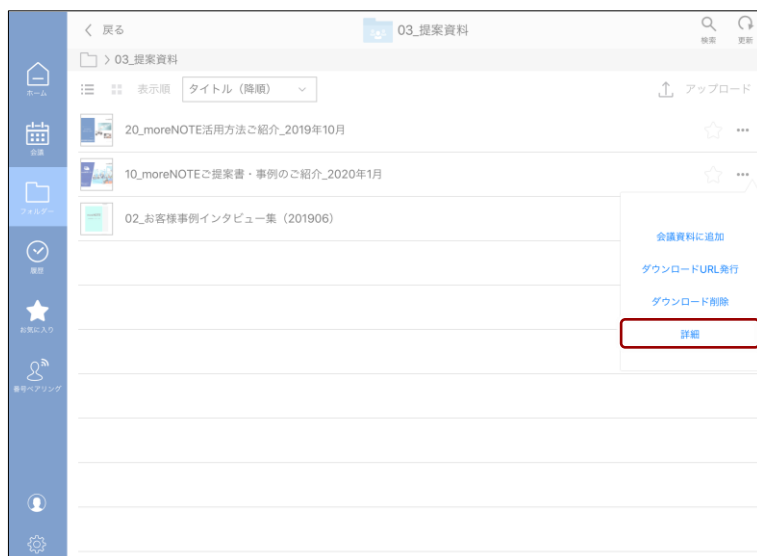 戻る
03_提案資料
検索
更新
03_提案資料
表示順
タイトル（降順）
アップロード
20_moreNOTE活用方法ご紹介_2019年10月
10_moreNOTEご提案書・事例のご紹介_2020年1月
02_お客様事例インタビュー集（201906）
会議資料に追加
ダウンロードURL発行
ダウンロード削除
詳細
ホーム
会議
フォルダー
履歴
お気に入り
番号ペアリング